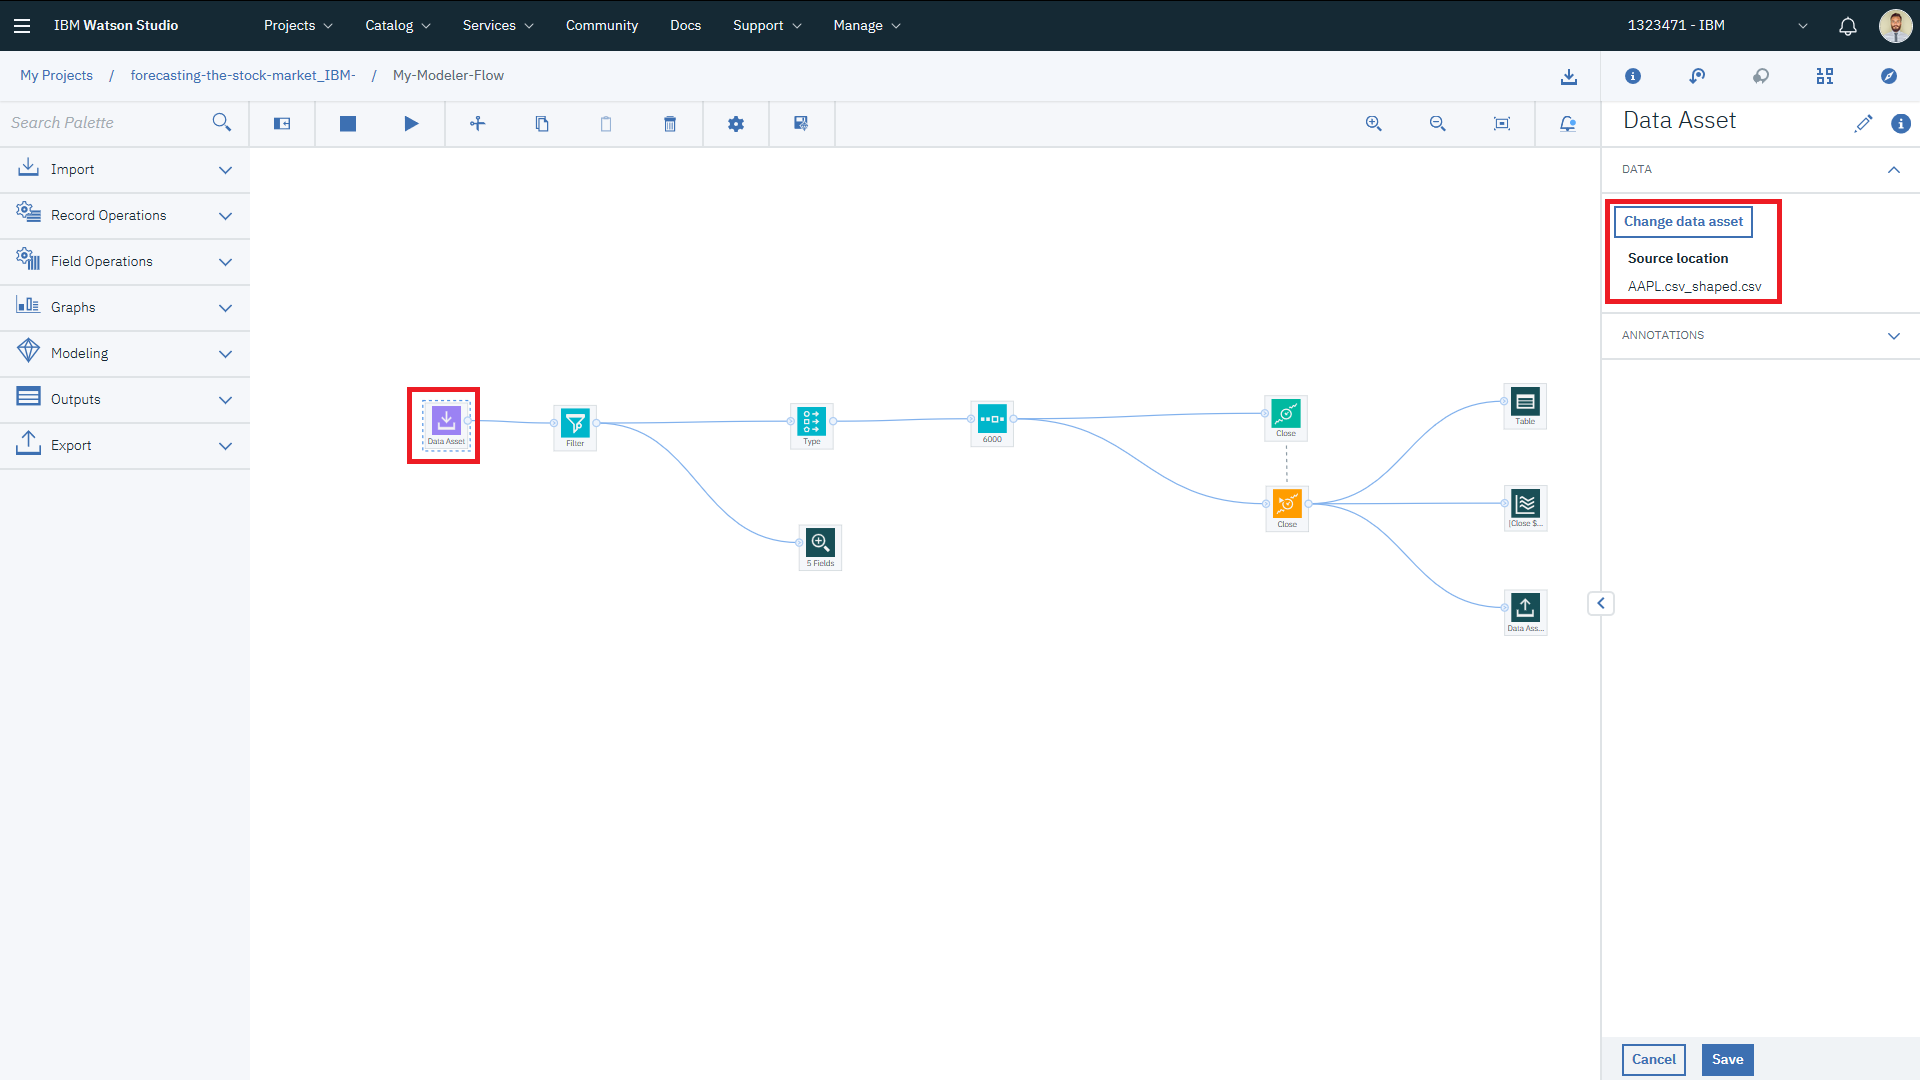 IBM Watson Studio
Projects
Catalog
Services
Community
Docs
Support
Manage
1323471 - IBM
My Projects / forecasting-the-stock-market_IBM- / My-Modeler-Flow
Search Palette
Data Asset
Import
Record Operations
Field Operations
Graphs
Modeling
Outputs
Export
Data Asset
Filter
Type
6000
Close
Close
5 Fields
Table
[Close $...
Data Ass...
DATA
Change data asset
Source location
AAPL.csv_shaped.csv
ANNOTATIONS
Cancel
Save